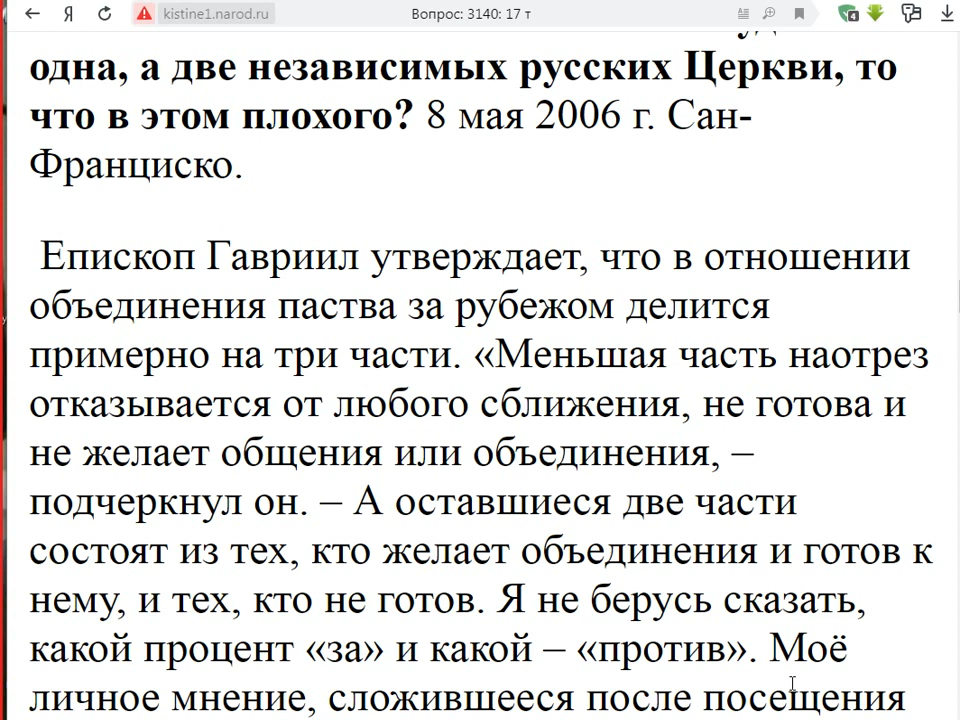 Я kistine1.narod.ru Вопрос: 3140: 17 т 4
одна, а две независимых русских Церкви, то
что в этом плохого? 8 мая 2006 г. Сан-
Франциско.
Епископ Гавриил утверждает, что в отношении
объединения паства за рубежом делится
примерно на три части. «Меньшая часть наотрез
отказывается от любого сближения, не готова и
не желает общения или объединения, –
подчеркнул он. – А оставшиеся две части
состоят из тех, кто желает объединения и готов к
нему, и тех, кто не готов. Я не берусь сказать,
какой процент «за» и какой – «против». Моё
личное мнение, сложившееся после посещения